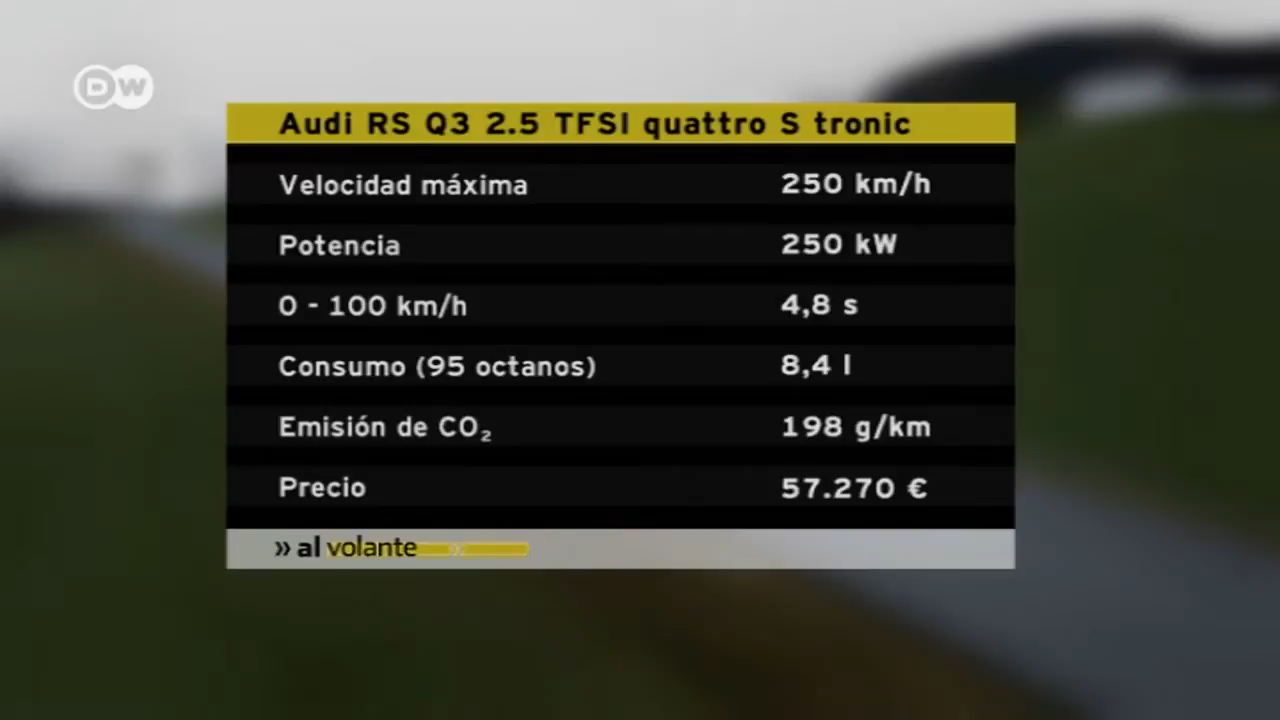 DW
Audi RS Q3 2.5 TFSI quattro S tronic
Velocidad máxima 250 km/h
Potencia 250 kW
0 - 100 km/h 4,8 s
Consumo (95 octanos) 8,4 l
Emisión de CO₂ 198 g/km
Precio 57.270 €
» al volante